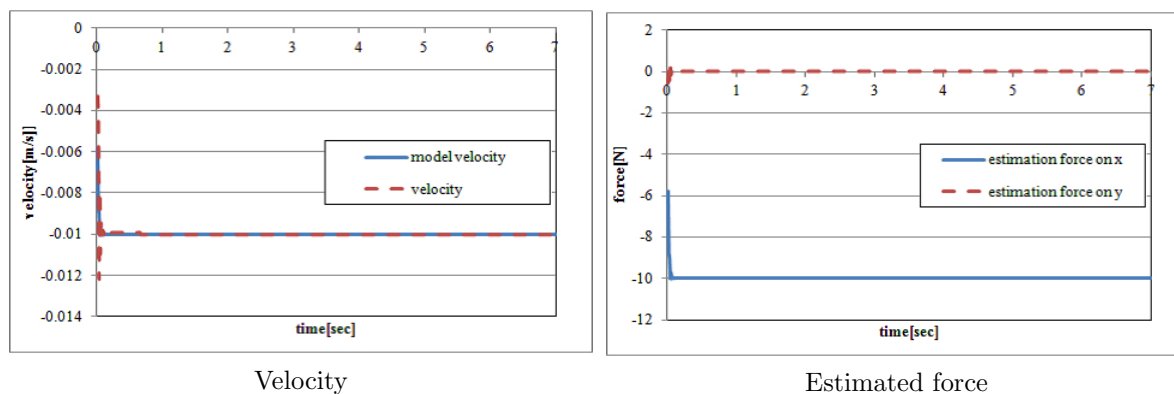 0
0 1 2 3 4 5 6 7
-0.002
-0.004
-0.006
-0.008
-0.01
-0.012
-0.014
velocity[m/s]
model velocity
velocity
time[sec]
Velocity
2
0
0 1 2 3 4 5 6 7
-2
-4
-6
-8
-10
-12
force[N]
estimation force on x
estimation force on y
time[sec]
Estimated force